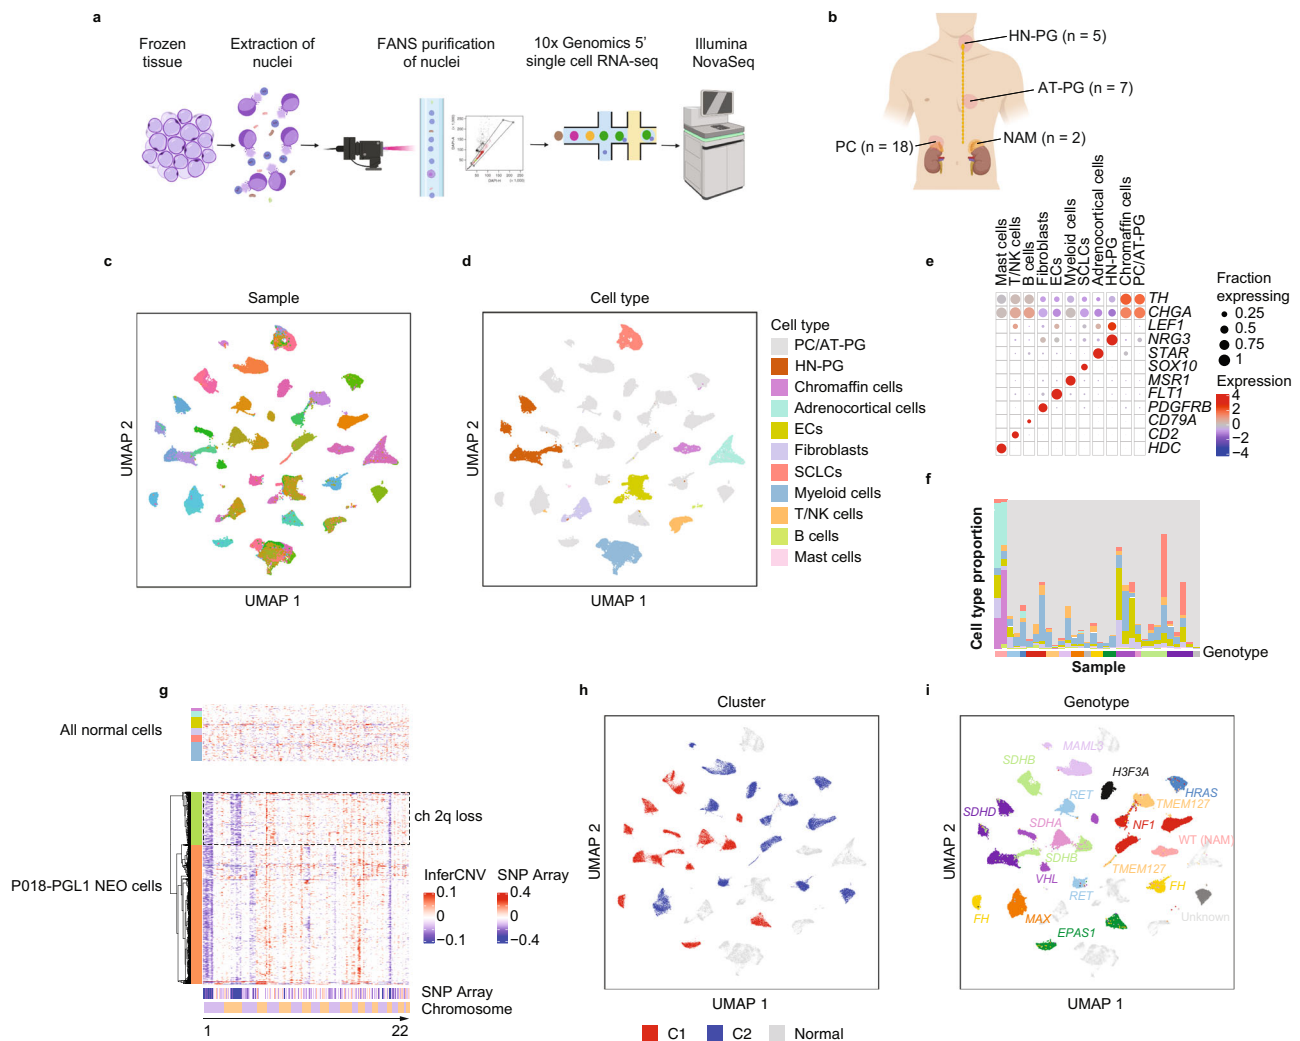 a
Frozen
tissue
Extraction of
nuclei
FANS purification
of nuclei
10x Genomics 5'
single cell RNA-seq
Illumina
NovaSeq
b
HN-PG (n = 5)
AT-PG (n = 7)
NAM (n = 2)
PC (n = 18)
c
Sample
UMAP 2
UMAP 1
d
Cell type
UMAP 2
UMAP 1
Cell type
PC/AT-PG
HN-PG
Chromaffin cells
Adrenocortical cells
ECs
Fibroblasts
SCLCs
Myeloid cells
T/NK cells
B cells
Mast cells
e
Mast cells
T/NK cells
B cells
Fibroblasts
ECs
Myeloid cells
SCLCs
Adrenocortical cells
HN-PG
Chromaffin cells
PC/AT-PG
TH
CHGA
LEF1
NRG3
STAR
SOX10
MSR1
FLT1
PDGFRB
CD79A
CD2
HDC
Fraction
expressing
0.25
0.5
0.75
1
Expression
4
2
0
−2
−4
f
Cell type proportion
Genotype
Sample
g
All normal cells
ch 2q loss
P018-PGL1 NEO cells
InferCNV
0.1
0
−0.1
SNP Array
0.4
0
−0.4
SNP Array
Chromosome
1
22
h
Cluster
UMAP 2
UMAP 1
C1
C2
Normal
i
Genotype
UMAP 2
MAML3
SDHB
H3F3A
RET
HRAS
TMEM127
SDHD
SDHA
NF1
WT (NAM)
SDHB
TMEM127
VHL
RET
FH
FH
MAX
Unknown
EPAS1
UMAP 1